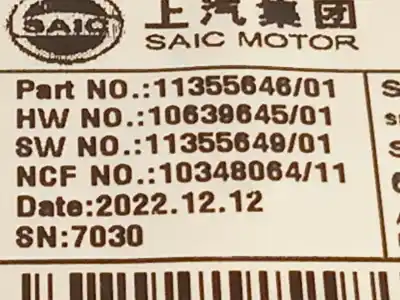 SAIC 上汽集团
SAIC MOTOR
Part NO.:11355646/01
HW NO.:10639645/01
SW NO.:11355649/01
NCF NO.:10348064/11
Date:2022.12.12
SN:7030